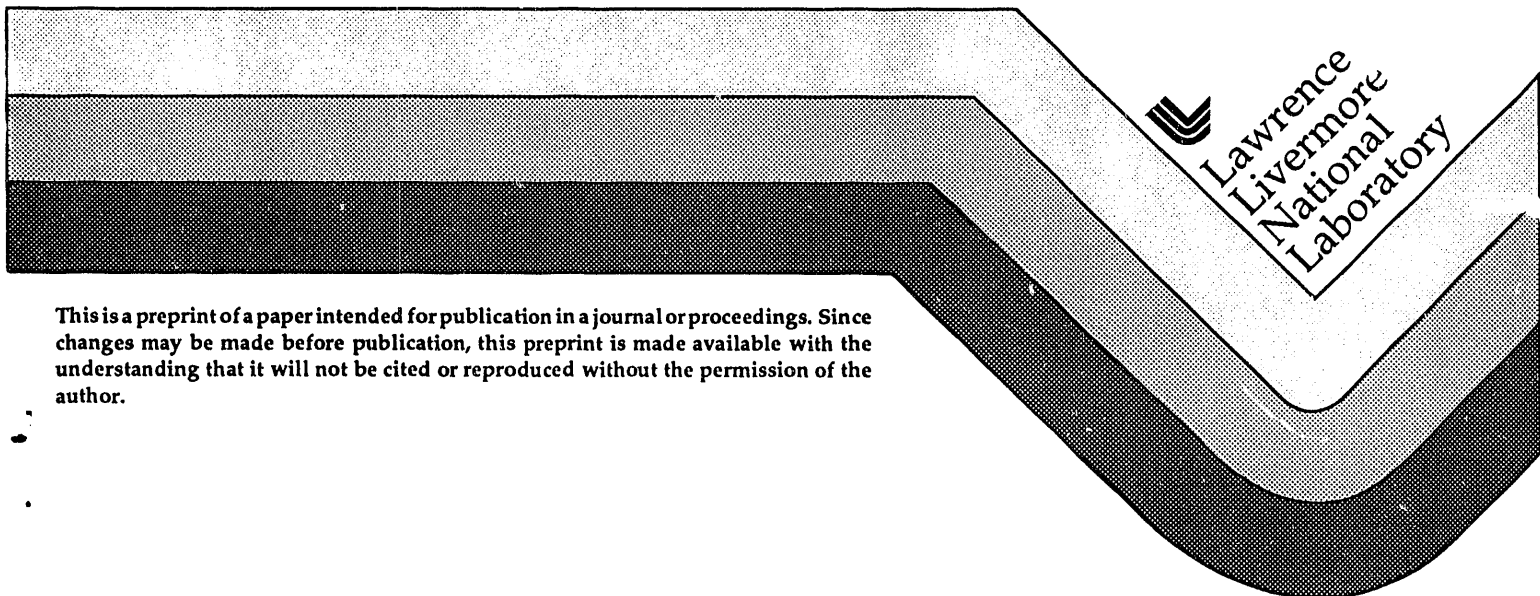 Lawrence
Livermore
National
Laboratory
This is a preprint of a paper intended for publication in a journal or proceedings. Since
changes may be made before publication, this preprint is made available with the
understanding that it will not be cited or reproduced without the permission of the
author.